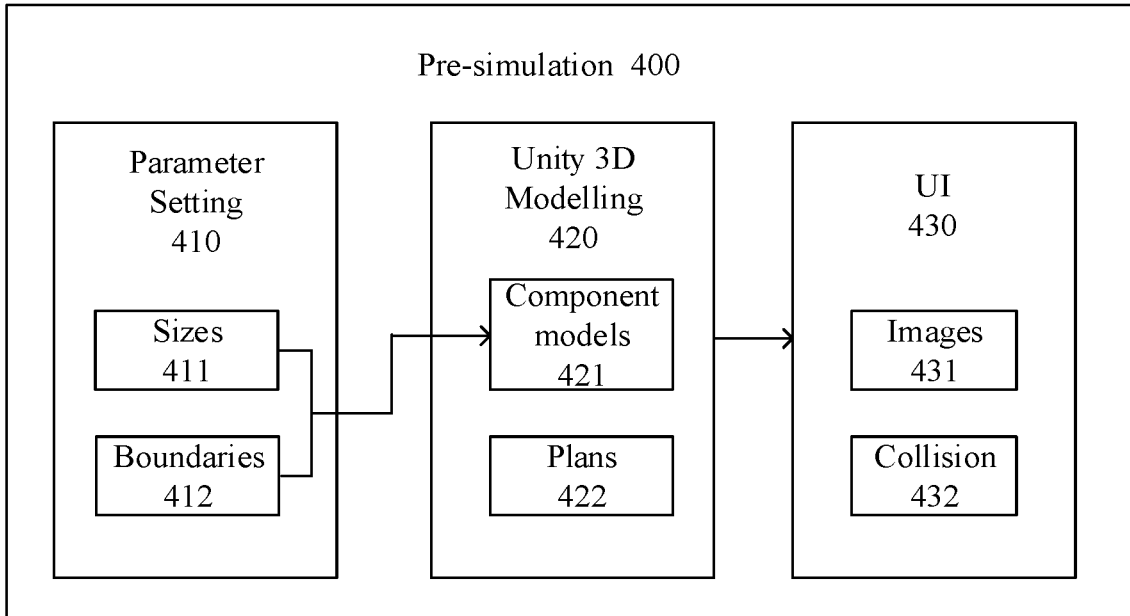 Pre-simulation 400
Parameter
Setting
410
Sizes
411
Boundaries
412
Unity 3D
Modelling
420
Component
models
421
Plans
422
UI
430
Images
431
Collision
432